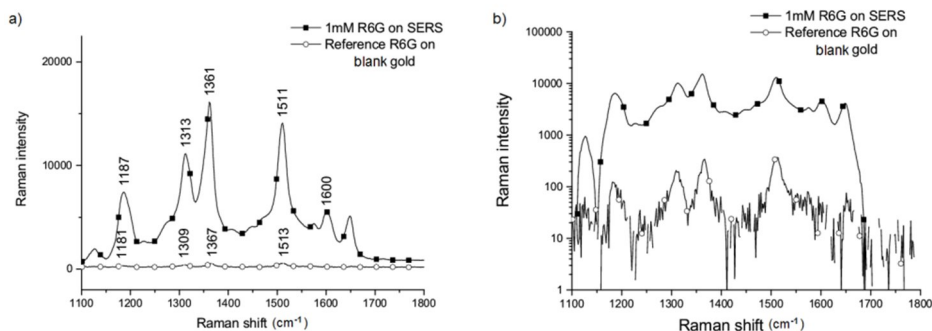 a)
1mM R6G on SERS
Reference R6G on
blank gold
Raman intensity
20000
10000
0
1187
1313
1361
1511
1600
1181
1309
1367
1513
1100 1200 1300 1400 1500 1600 1700 1800
Raman shift (cm⁻¹)
b)
1mM R6G on SERS
Reference R6G on
blank gold
Raman intensity
100000
10000
1000
100
10
1
1100 1200 1300 1400 1500 1600 1700 1800
Raman shift (cm⁻¹)